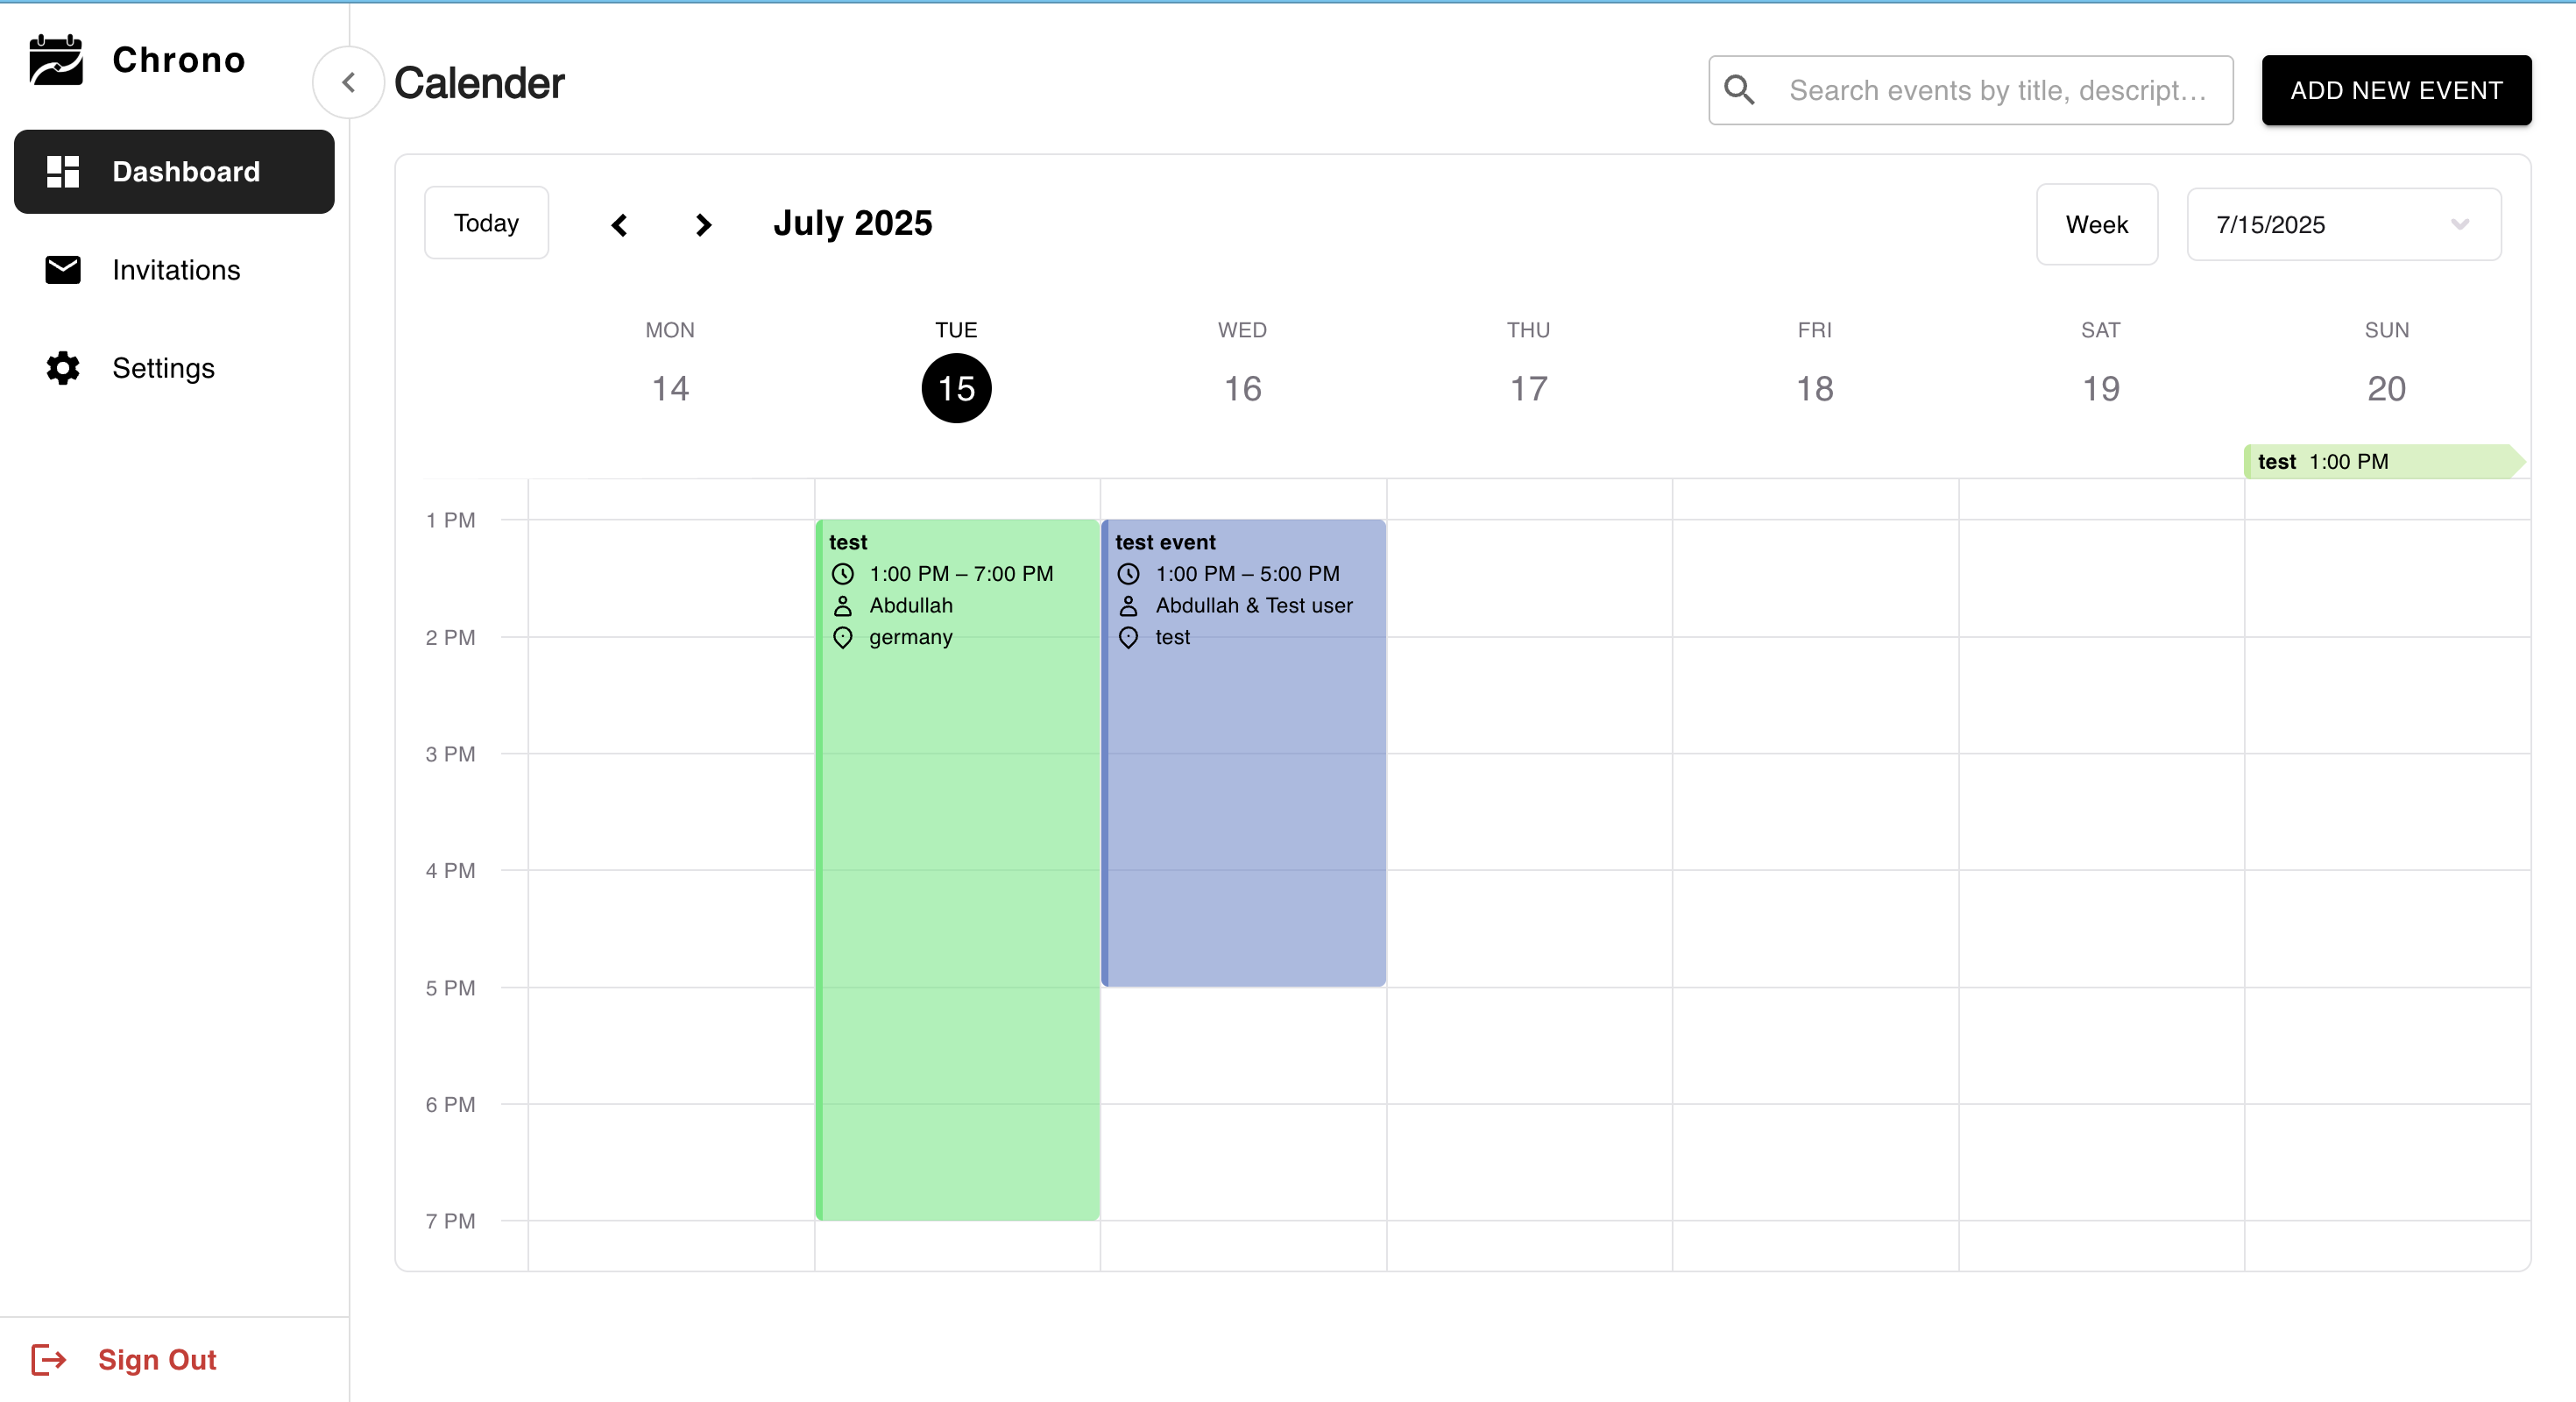 Chrono
Dashboard
Invitations
Settings
Sign Out
Calender
Search events by title, descript...
ADD NEW EVENT
Today
July 2025
Week
7/15/2025
MON TUE WED THU FRI SAT SUN
14 15 16 17 18 19 20
test 1:00 PM
1 PM
2 PM
3 PM
4 PM
5 PM
6 PM
7 PM
test
1:00 PM – 7:00 PM
Abdullah
germany
test event
1:00 PM – 5:00 PM
Abdullah & Test user
test